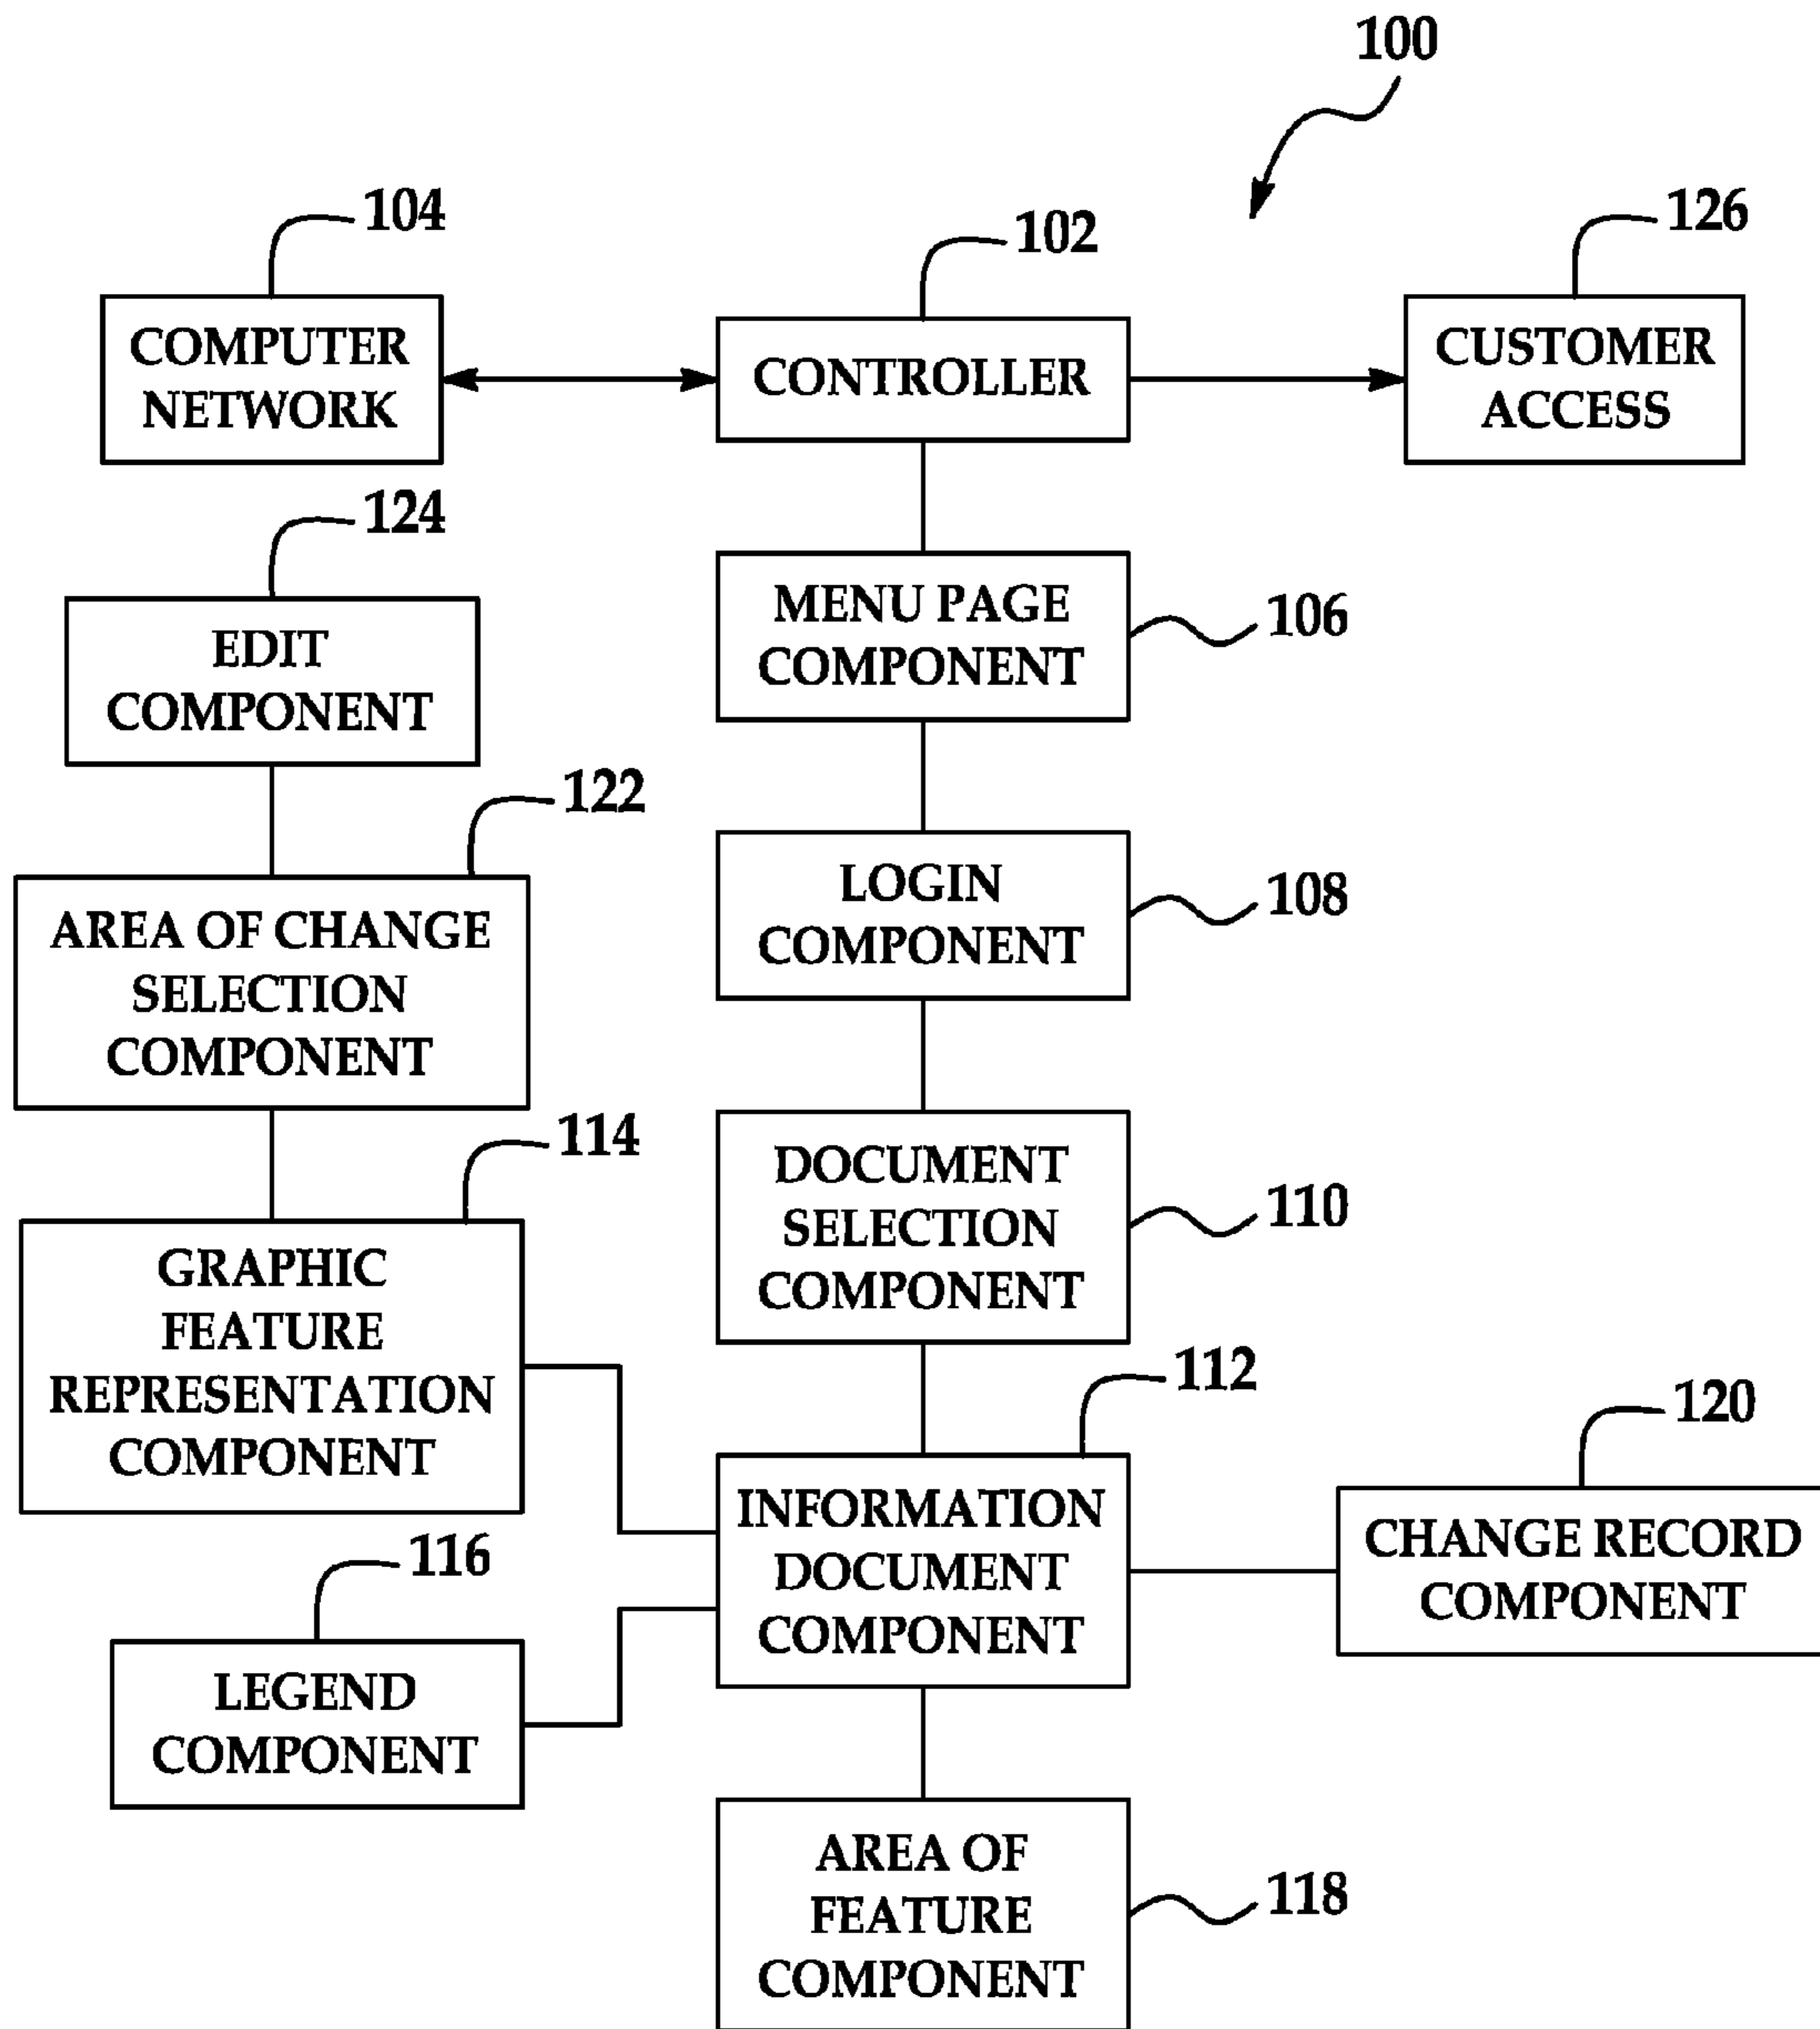 100
104
102
126
COMPUTER
NETWORK
CONTROLLER
CUSTOMER
ACCESS
124
EDIT
COMPONENT
MENU PAGE
COMPONENT
106
122
AREA OF CHANGE
SELECTION
COMPONENT
LOGIN
COMPONENT
108
114
GRAPHIC
FEATURE
REPRESENTATION
COMPONENT
DOCUMENT
SELECTION
COMPONENT
110
112
120
INFORMATION
DOCUMENT
COMPONENT
CHANGE RECORD
COMPONENT
116
LEGEND
COMPONENT
AREA OF
FEATURE
COMPONENT
118